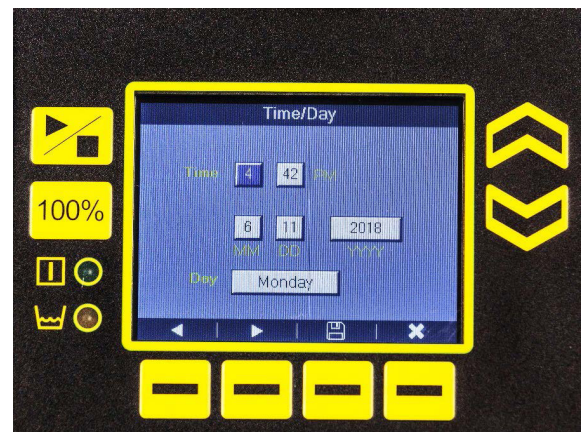 Time/Day
Time 4 42 PM
100%
6 11 2018
MM DD YYYY
Day Monday